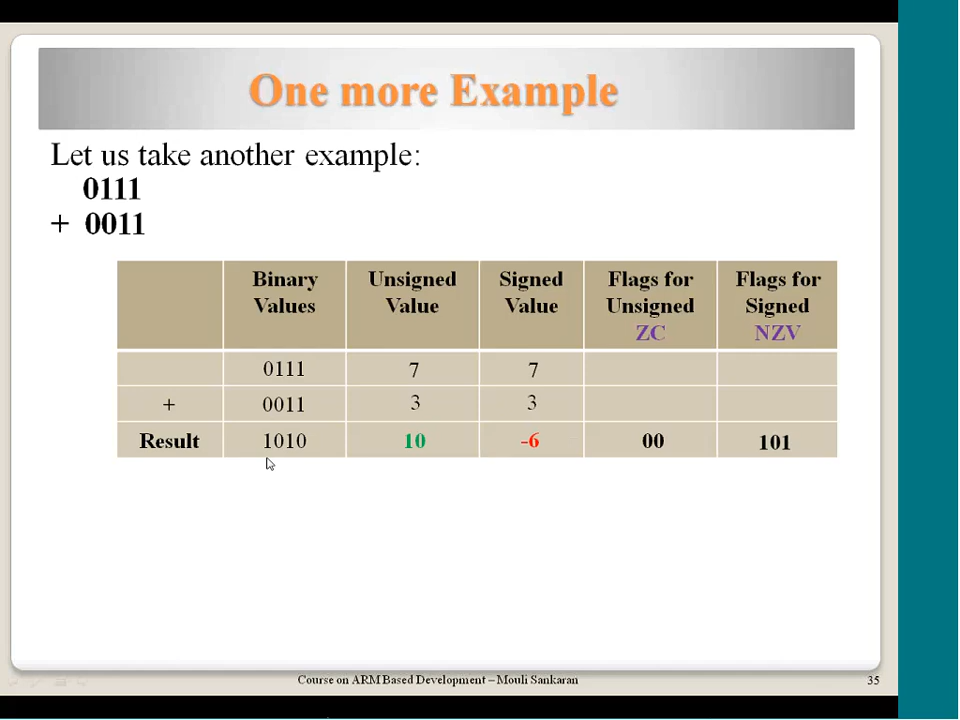 One more Example
Let us take another example:
0111
+ 0011
Binary Values Unsigned Value Signed Value Flags for Unsigned ZC Flags for Signed NZV
0111 7 7
+ 0011 3 3
Result 1010 10 -6 00 101
Course on ARM Based Development – Mouli Sankaran 35